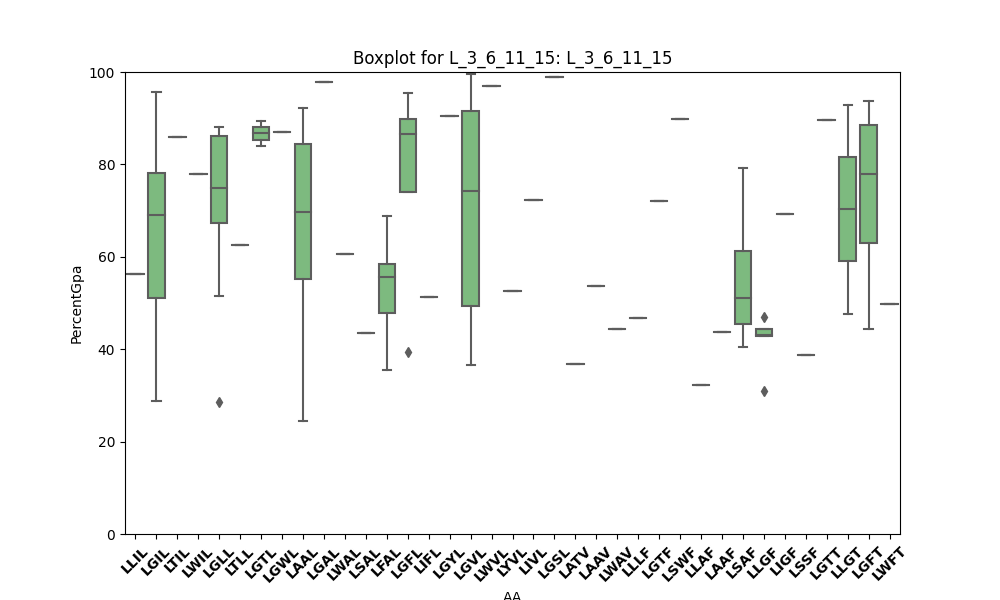 Boxplot for L_3_6_11_15: L_3_6_11_15
PercentGpa
100
80
60
40
20
0
LLIL
LGIL
LTIL
LWIL
LGLL
LTLL
LGTL
LGWL
LAAL
LGAL
LWAL
LSAL
LFAL
LGFL
LIFL
LGYL
LGVL
LWVL
LYVL
LIVL
LGSL
LATV
LAAV
LWAV
LLLF
LGTF
LSWF
LLAF
LAAF
LSAF
LLGF
LIGF
LSSF
LGTT
LLGT
LGFT
LWFT
AA